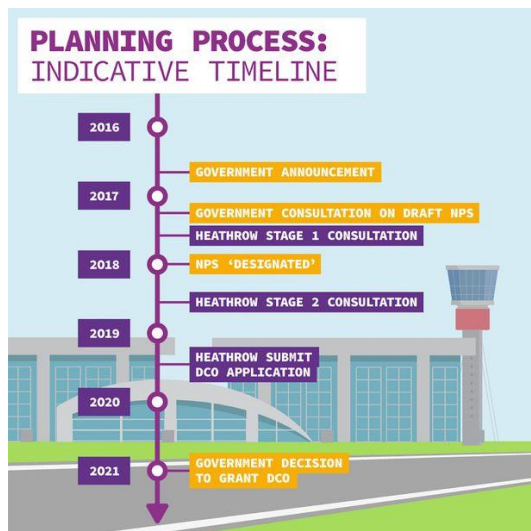 PLANNING PROCESS:
INDICATIVE TIMELINE
2016
GOVERNMENT ANNOUNCEMENT
2017
GOVERNMENT CONSULTATION ON DRAFT NPS
HEATHROW STAGE 1 CONSULTATION
2018
NPS ‘DESIGNATED’
HEATHROW STAGE 2 CONSULTATION
2019
HEATHROW SUBMIT
DCO APPLICATION
2020
2021
GOVERNMENT DECISION
TO GRANT DCO